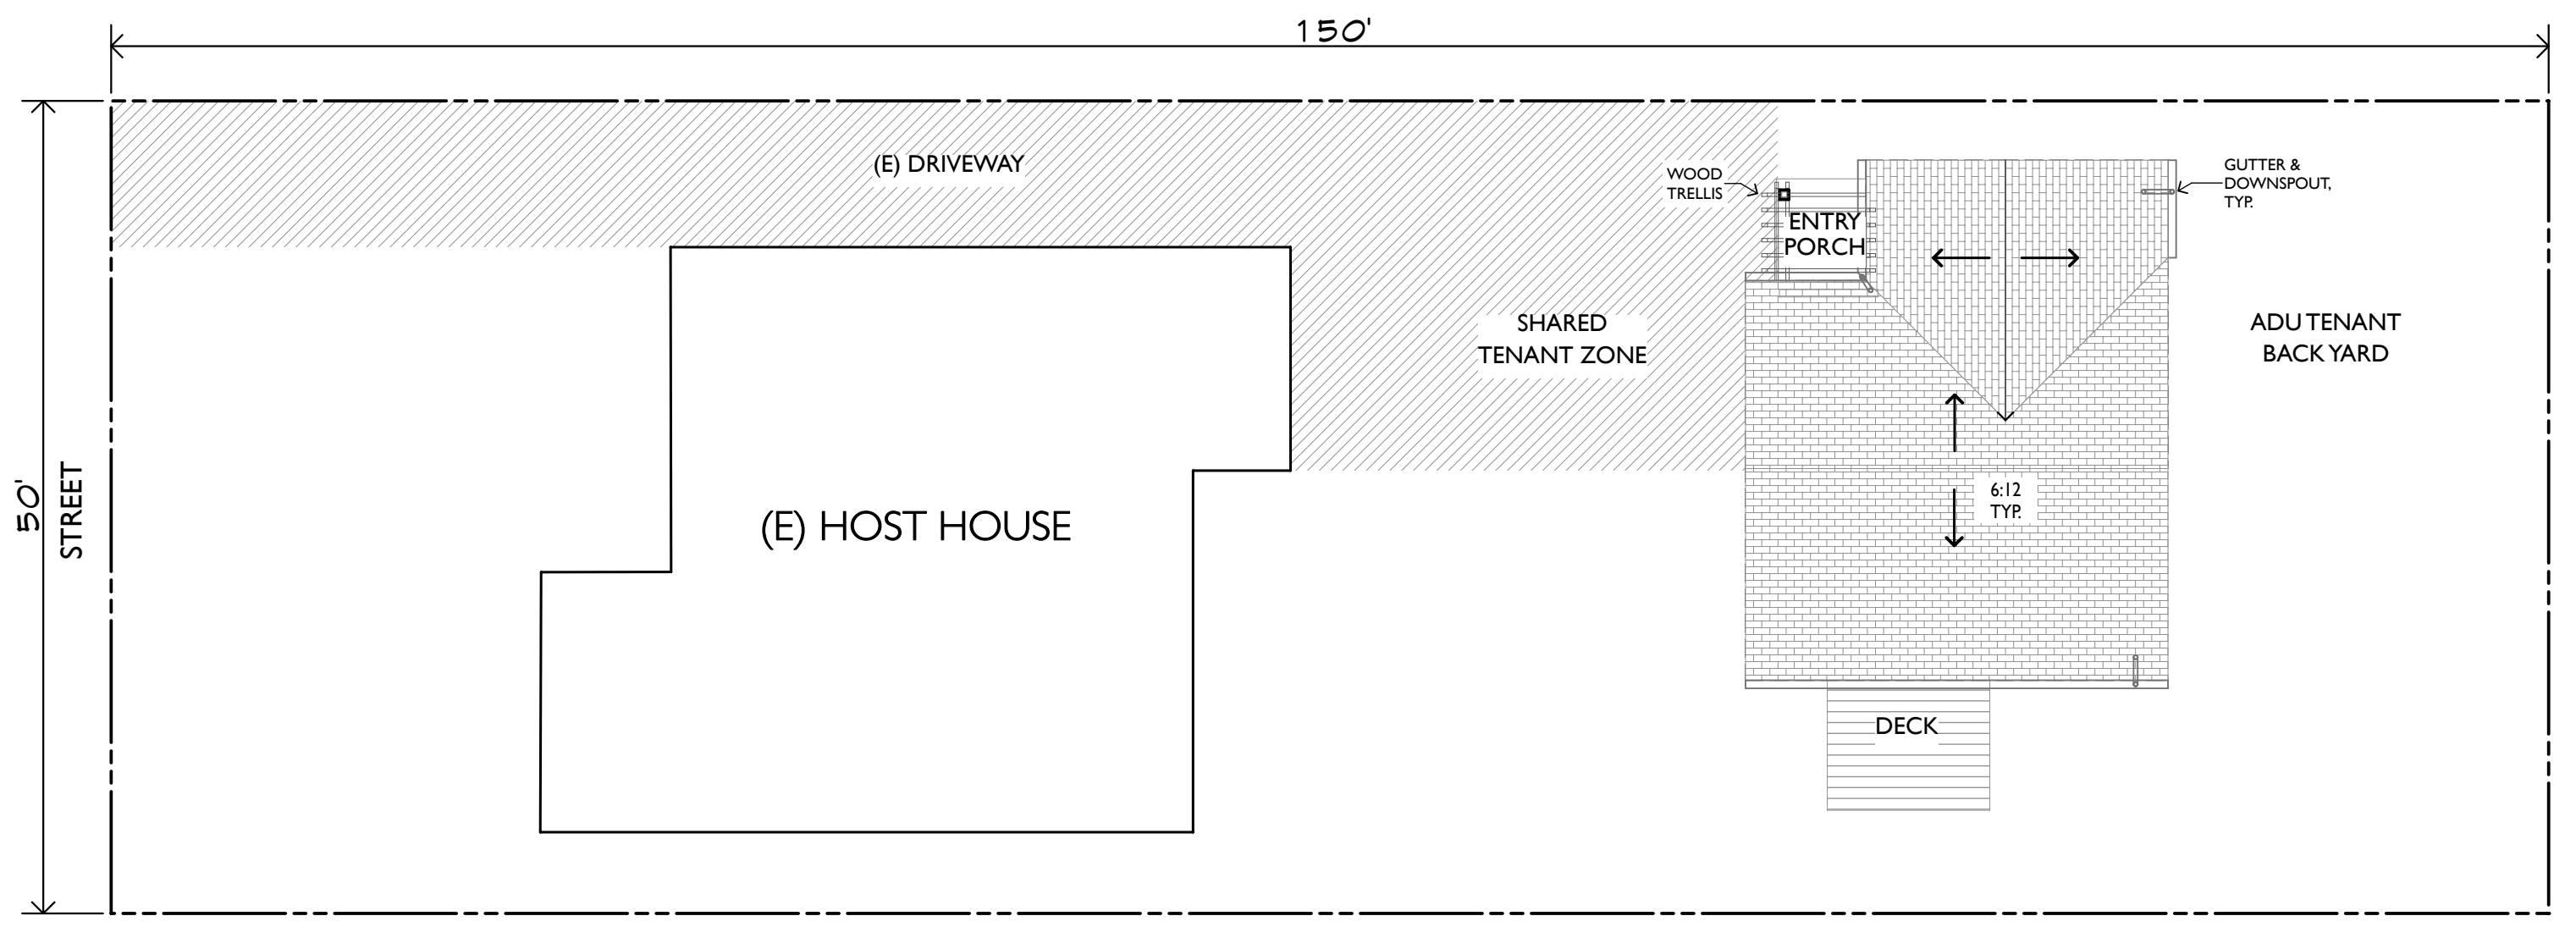 150'
(E) DRIVEWAY
WOOD
TRELLIS
GUTTER &
DOWNSPOUT,
TYP.
ENTRY
PORCH
SHARED
TENANT ZONE
ADU TENANT
BACK YARD
50'
STREET
(E) HOST HOUSE
6:12
TYP.
DECK